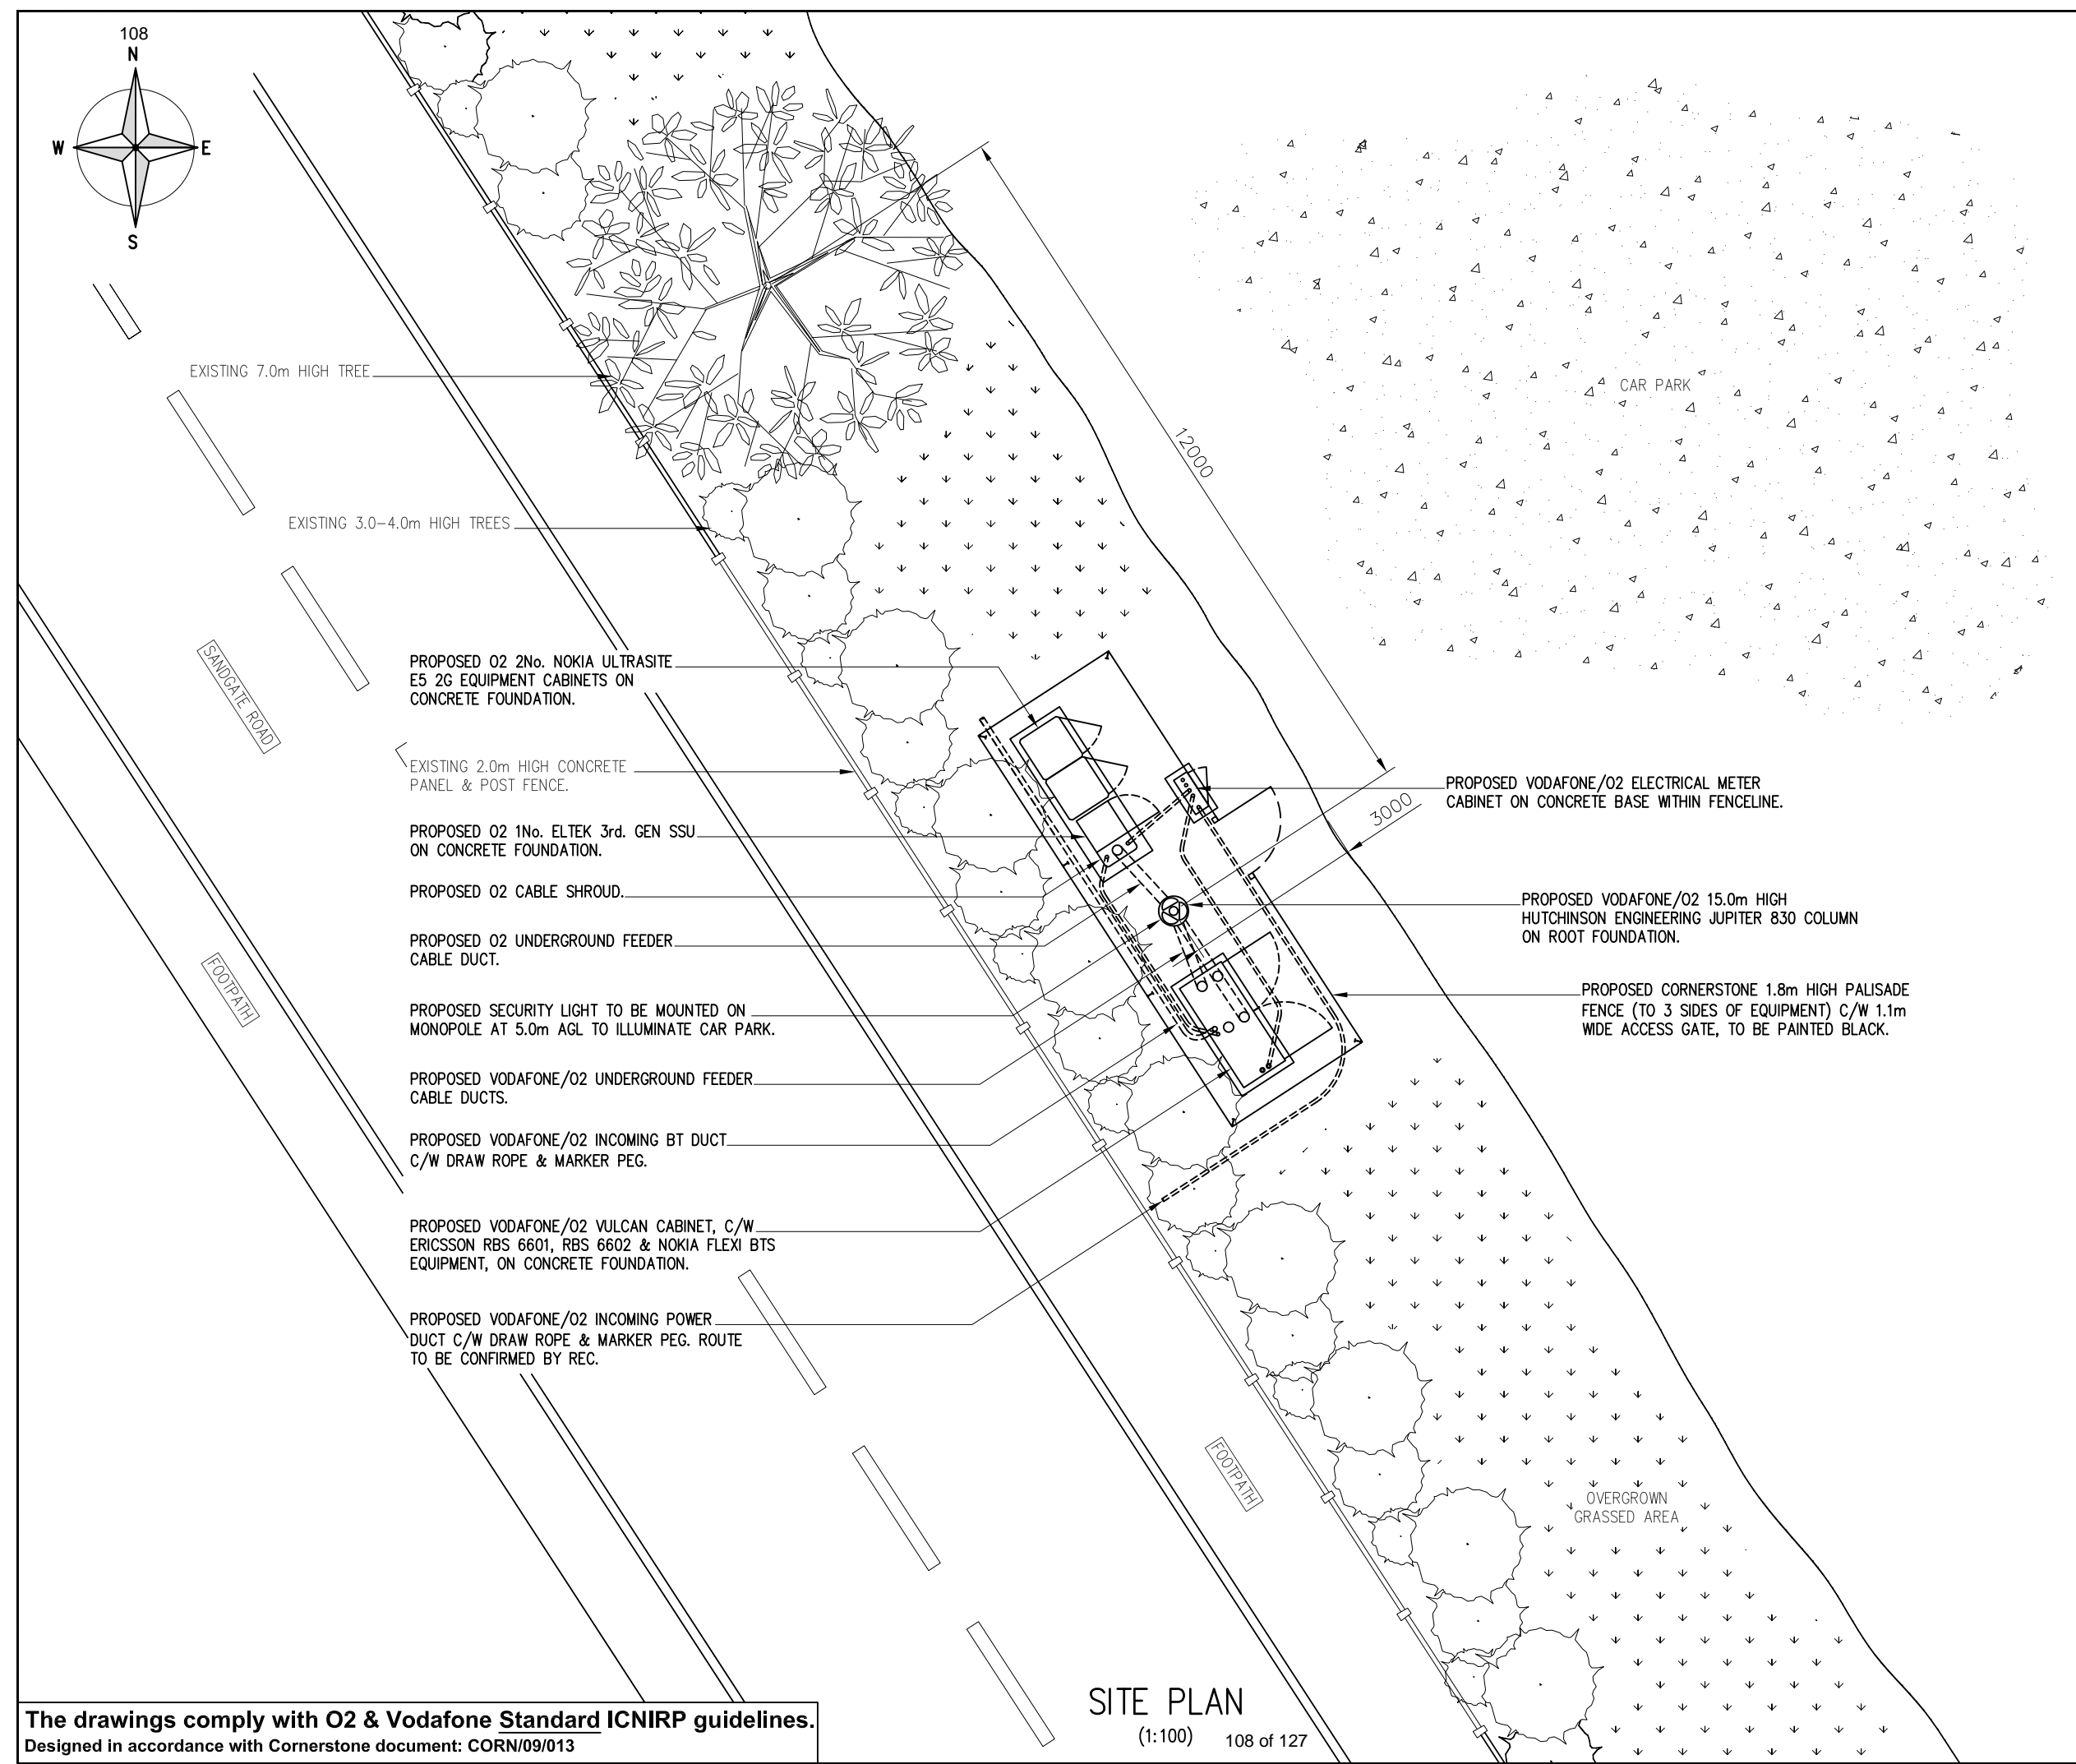 108
N
W
E
S
EXISTING 7.0m HIGH TREE
12000
CAR PARK
EXISTING 3.0-4.0m HIGH TREES
SANDGATE ROAD
PROPOSED O2 2No. NOKIA ULTRASITE
E5 2G EQUIPMENT CABINETS ON
CONCRETE FOUNDATION.
EXISTING 2.0m HIGH CONCRETE
PANEL & POST FENCE.
PROPOSED O2 1No. ELTEK 3rd. GEN SSU
ON CONCRETE FOUNDATION.
PROPOSED O2 CABLE SHROUD.
PROPOSED O2 UNDERGROUND FEEDER
CABLE DUCT.
FOOTPATH
PROPOSED SECURITY LIGHT TO BE MOUNTED ON
MONOPOLE AT 5.0m AGL TO ILLUMINATE CAR PARK.
PROPOSED VODAFONE/O2 UNDERGROUND FEEDER
CABLE DUCTS.
PROPOSED VODAFONE/O2 INCOMING BT DUCT
C/W DRAW ROPE & MARKER PEG.
PROPOSED VODAFONE/O2 VULCAN CABINET, C/W
ERICSSON RBS 6601, RBS 6602 & NOKIA FLEXI BTS
EQUIPMENT, ON CONCRETE FOUNDATION.
PROPOSED VODAFONE/O2 INCOMING POWER
DUCT C/W DRAW ROPE & MARKER PEG. ROUTE
TO BE CONFIRMED BY REC.
PROPOSED VODAFONE/O2 ELECTRICAL METER
CABINET ON CONCRETE BASE WITHIN FENCELINE.
3000
PROPOSED VODAFONE/O2 15.0m HIGH
HUTCHINSON ENGINEERING JUPITER 830 COLUMN
ON ROOT FOUNDATION.
PROPOSED CORNERSTONE 1.8m HIGH PALISADE
FENCE (TO 3 SIDES OF EQUIPMENT) C/W 1.1m
WIDE ACCESS GATE, TO BE PAINTED BLACK.
FOOTPATH
OVERGROWN
GRASSED AREA
SITE PLAN
(1:100)
108 of 127
The drawings comply with O2 & Vodafone Standard ICNIRP guidelines.
Designed in accordance with Cornerstone document: CORN/09/013